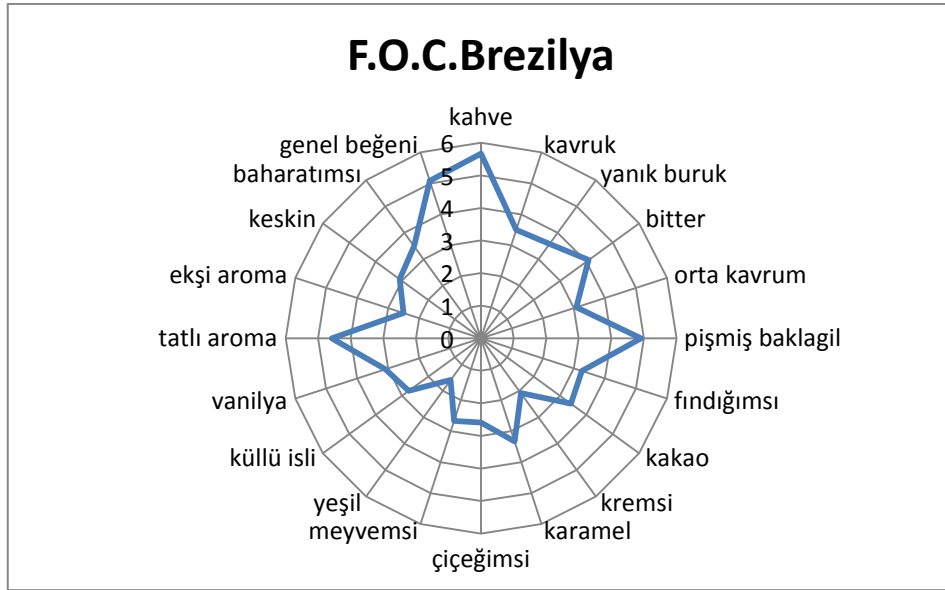 F.O.C.Brezilya
kahve
kavruk
yanık buruk
bitter
orta kavrum
pişmiş baklagil
fındığımsı
kakao
kremsi
karamel
çiçeğimsi
meyvemsi
yeşil
küllü isli
vanilya
tatlı aroma
ekşi aroma
keskin
baharatımsı
genel beğeni
6
5
4
3
2
1
0